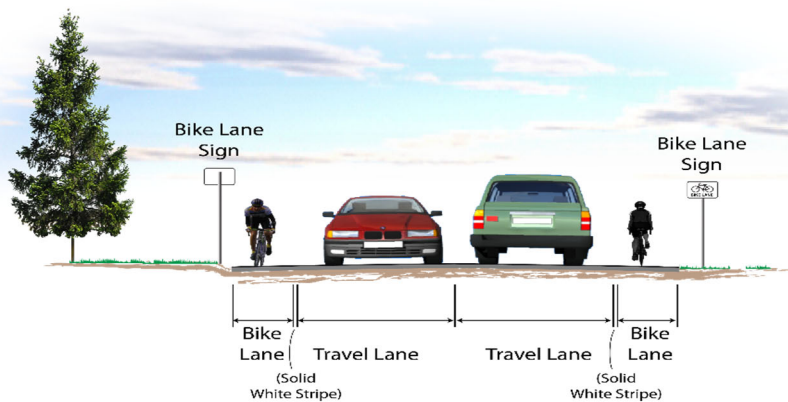 Bike Lane
Sign
Bike Lane
Sign
BIKE LANE
Bike
Lane
Travel Lane
Travel Lane
Bike
Lane
(Solid
White Stripe)
(Solid
White Stripe)